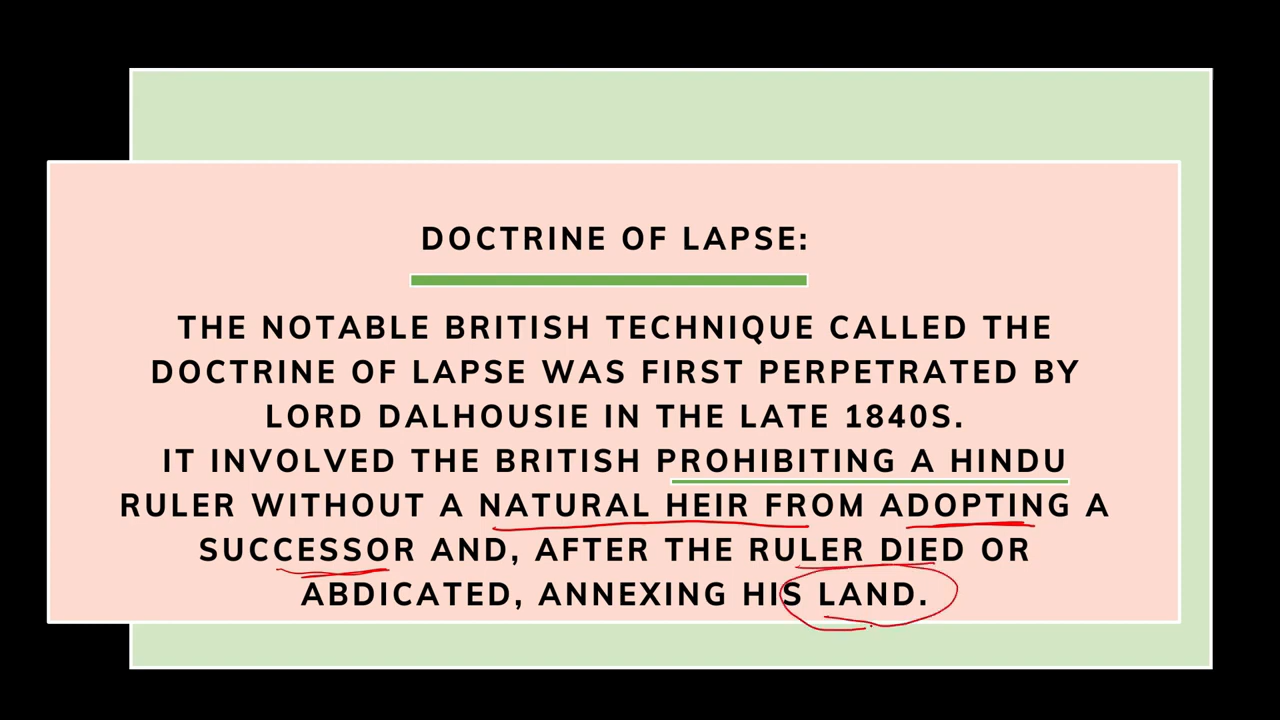 DOCTRINE OF LAPSE:
THE NOTABLE BRITISH TECHNIQUE CALLED THE
DOCTRINE OF LAPSE WAS FIRST PERPETRATED BY
LORD DALHOUSIE IN THE LATE 1840S.
IT INVOLVED THE BRITISH PROHIBITING A HINDU
RULER WITHOUT A NATURAL HEIR FROM ADOPTING A
SUCCESSOR AND, AFTER THE RULER DIED OR
ABDICATED, ANNEXING HIS LAND.